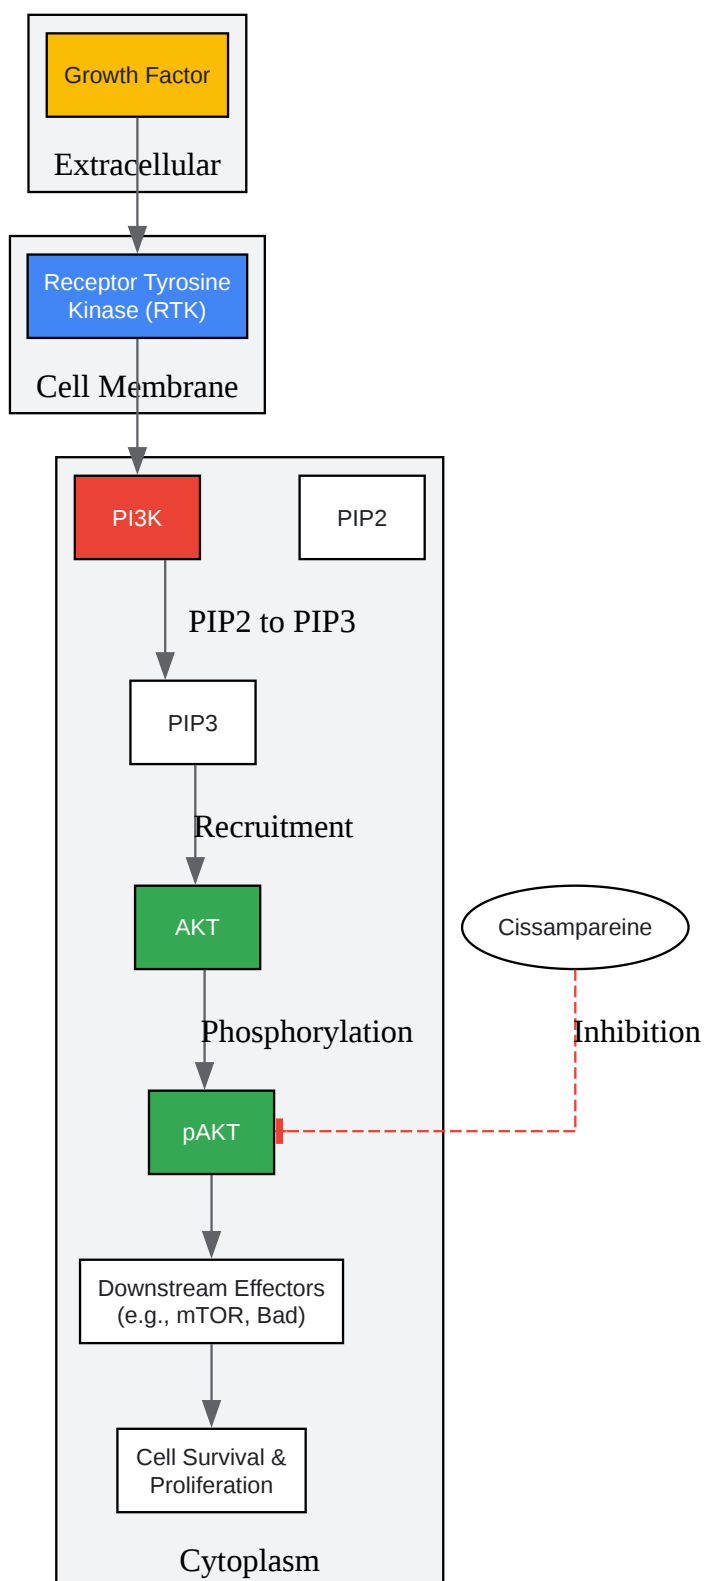 Growth Factor
Extracellular
Receptor Tyrosine
Kinase (RTK)
Cell Membrane
PI3K
PIP2
PIP2 to PIP3
PIP3
Recruitment
AKT
Cissampareine
Phosphorylation
Inhibition
pAKT
Downstream Effectors
(e.g., mTOR, Bad)
Cell Survival &
Proliferation
Cytoplasm